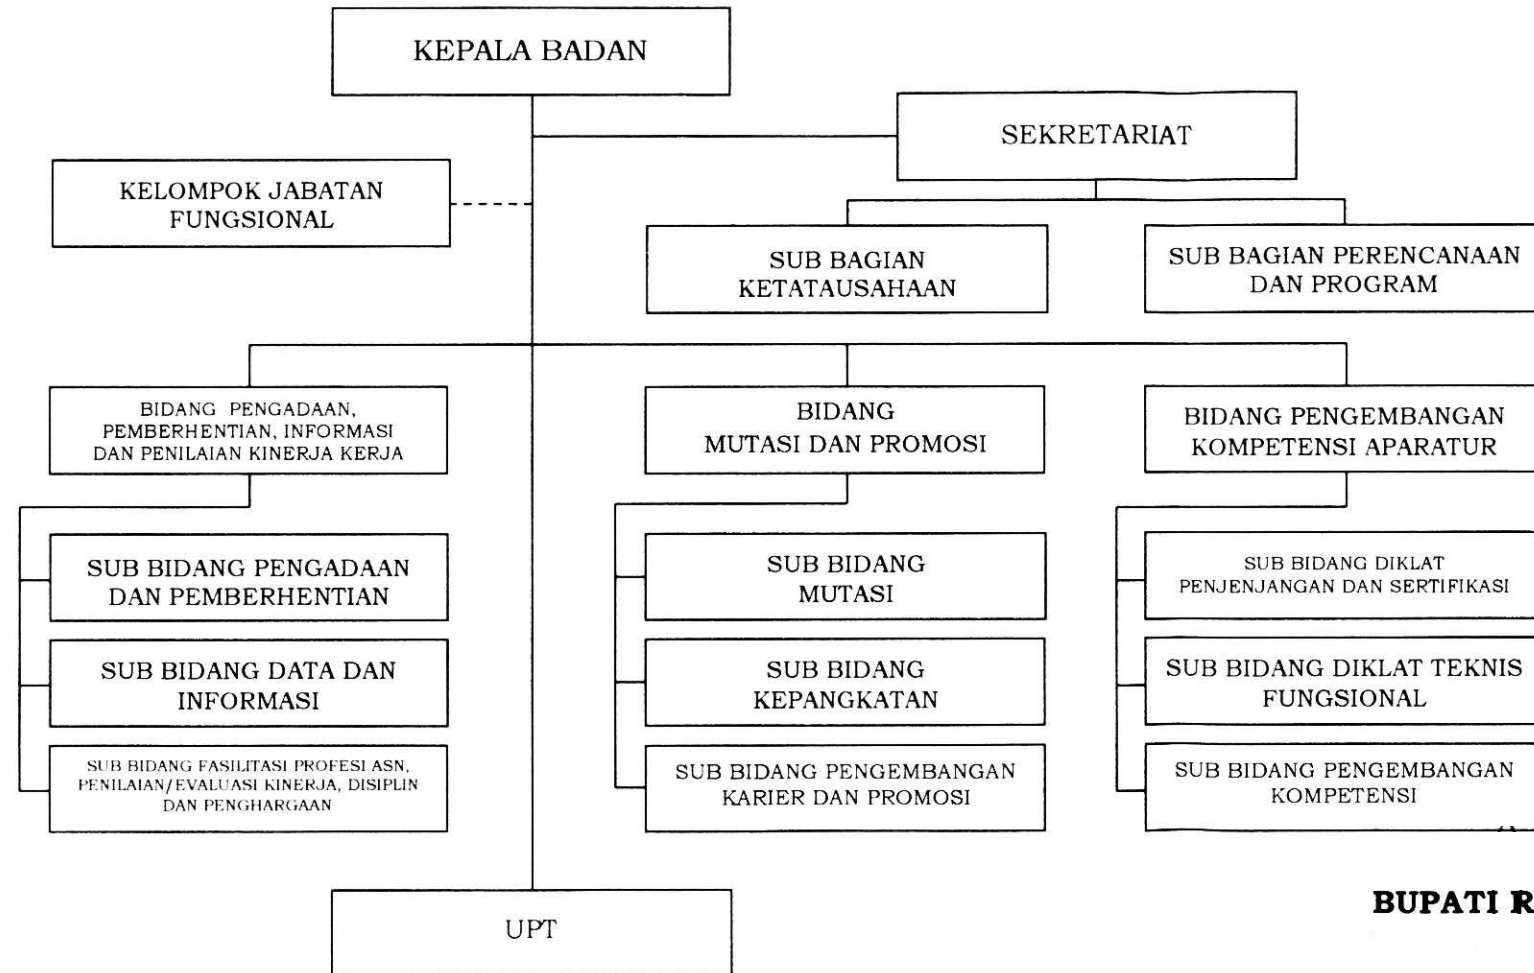 KEPALA BADAN
SEKRETARIAT
KELOMPOK JABATAN
FUNGSIONAL
SUB BAGIAN
KETATAUSAHAAN
SUB BAGIAN PERENCANAAN
DAN PROGRAM
BIDANG PENGADAAN,
PEMBERHENTIAN, INFORMASI
DAN PENILAIAN KINERJA KERJA
BIDANG
MUTASI DAN PROMOSI
BIDANG PENGEMBANGAN
KOMPETENSI APARATUR
SUB BIDANG PENGADAAN
DAN PEMBERHENTIAN
SUB BIDANG
MUTASI
SUB BIDANG DIKLAT
PENJENJANGAN DAN SERTIFIKASI
SUB BIDANG DATA DAN
INFORMASI
SUB BIDANG
KEPANGKATAN
SUB BIDANG DIKLAT TEKNIS
FUNGSIONAL
SUB BIDANG FASILITASI PROFESI ASN,
PENILAIAN/EVALUASI KINERJA, DISIPLIN
DAN PENGHARGAAN
SUB BIDANG PENGEMBANGAN
KARIER DAN PROMOSI
SUB BIDANG PENGEMBANGAN
KOMPETENSI
BUPATI
UPT